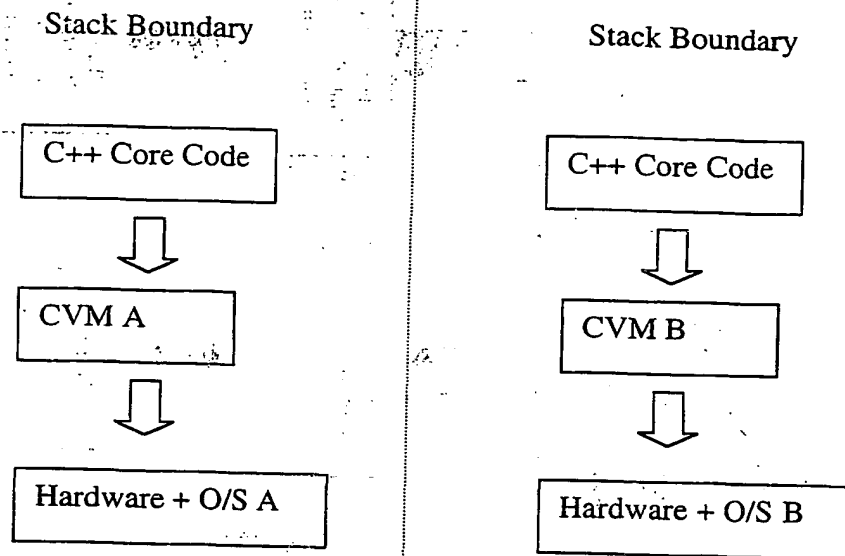 Stack Boundary
C++ Core Code
CVM A
Hardware + O/S A
Stack Boundary
C++ Core Code
CVM B
Hardware + O/S B